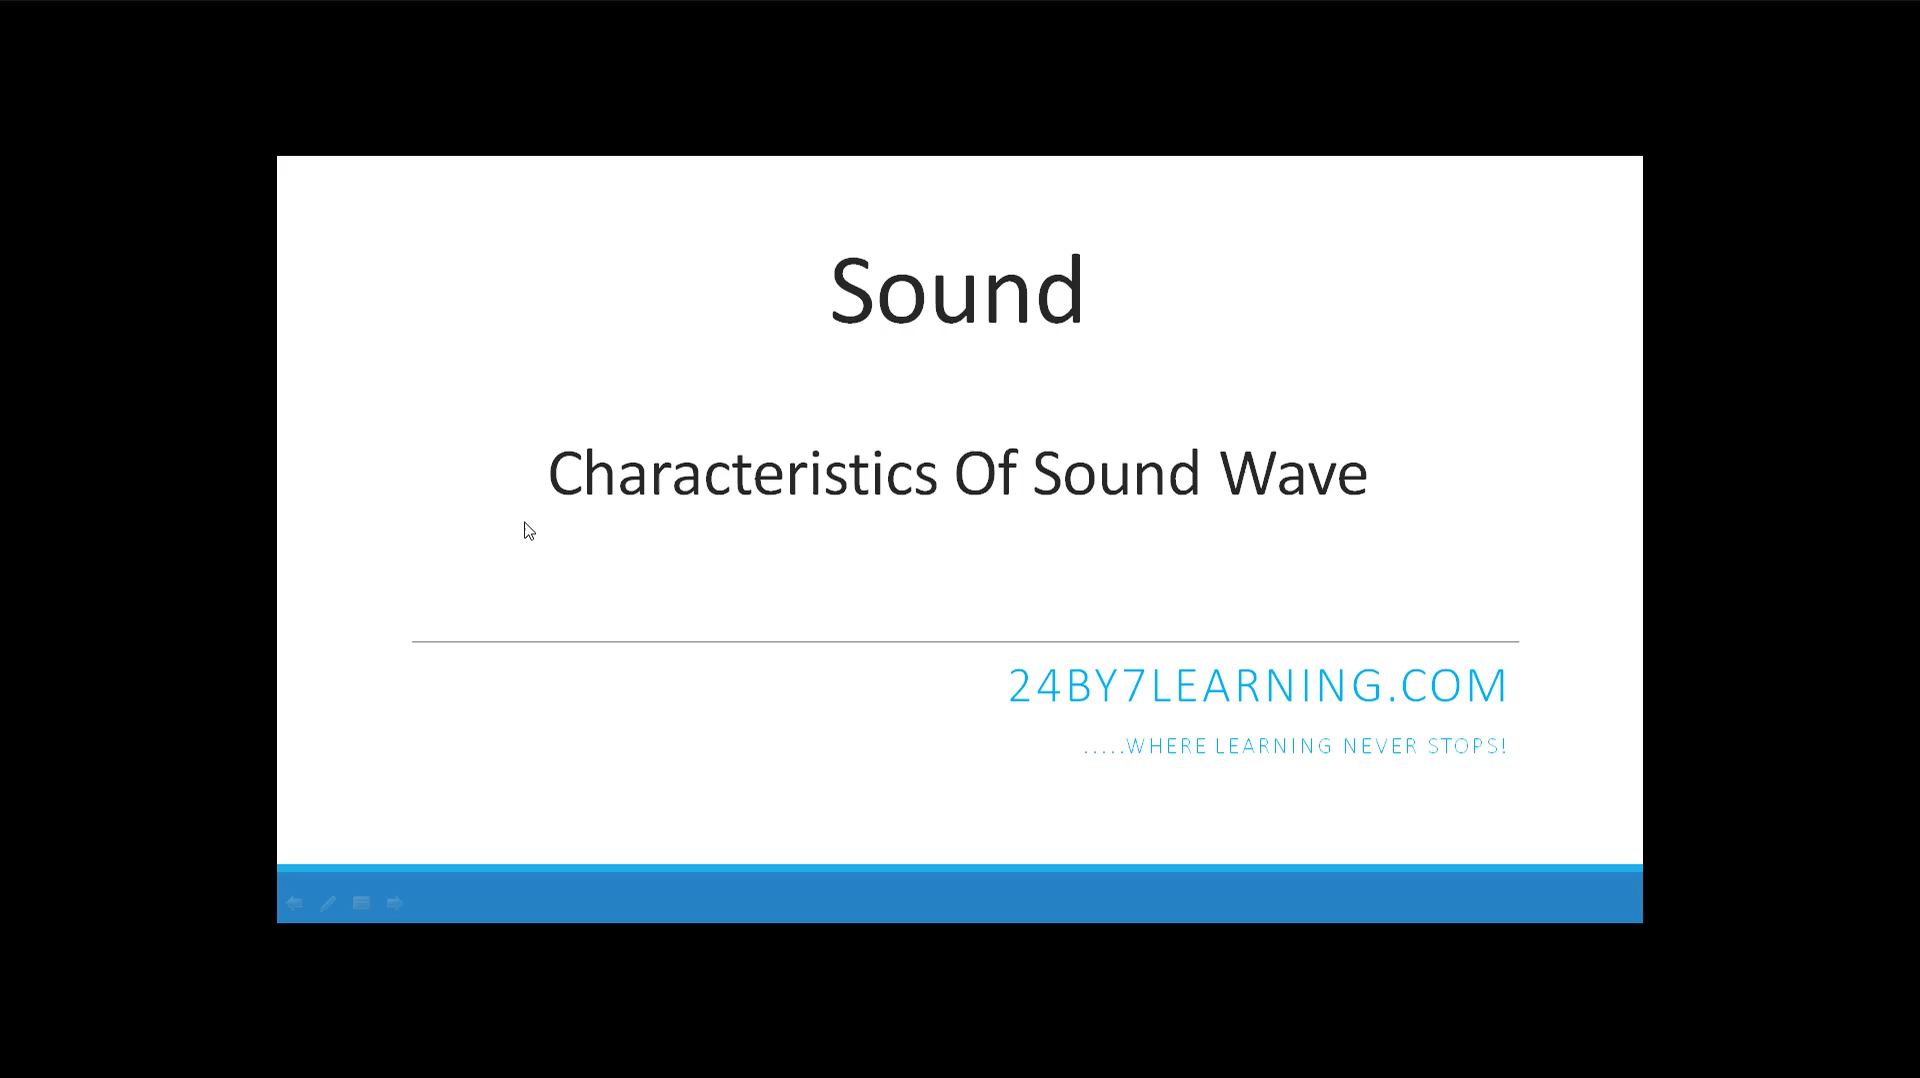 Sound
Characteristics Of Sound Wave
24BY7LEARNING.COM
.....WHERE LEARNING NEVER STOPS!